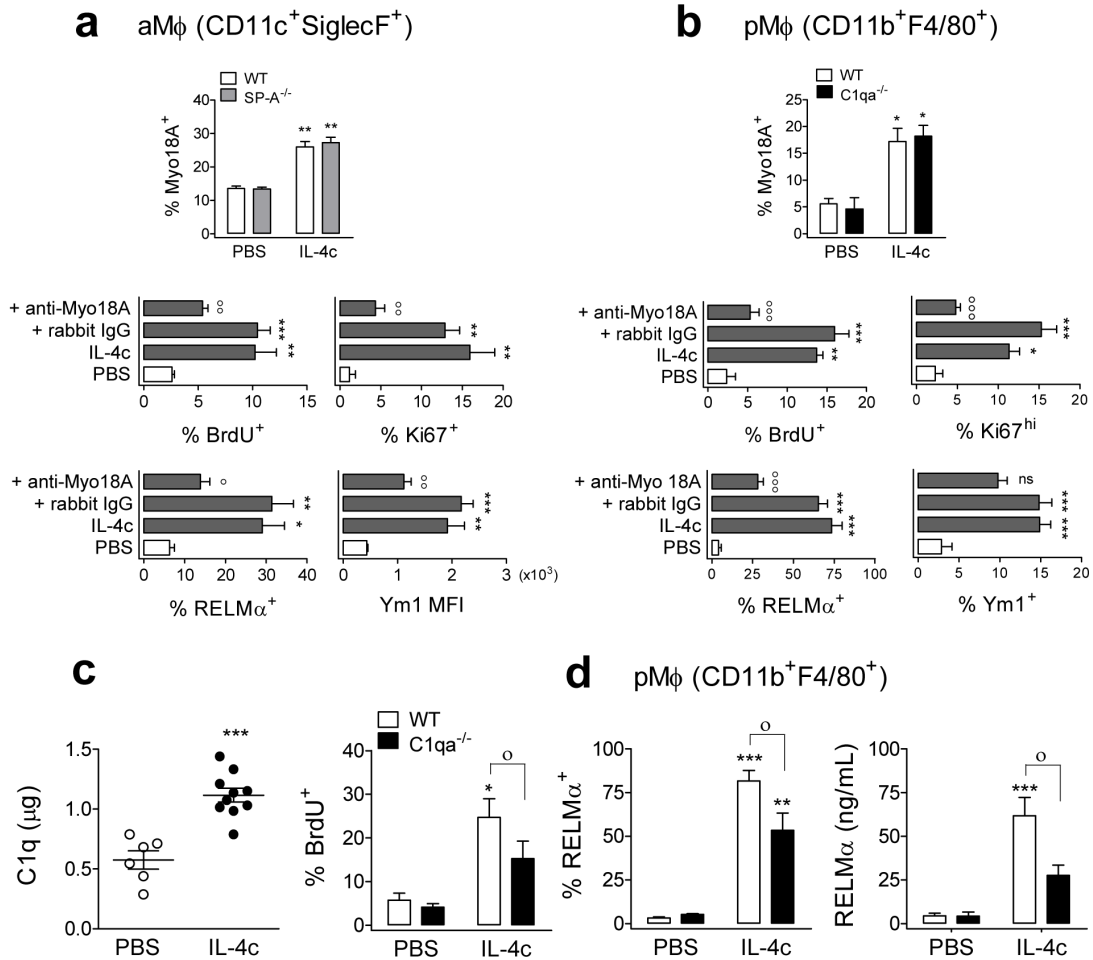 a aMϕ (CD11c⁺SiglecF⁺)
WT
SP-A⁻/⁻
% Myo18A⁺
40
30
20
10
0
** **
PBS IL-4c
+ anti-Myo18A
+ rabbit IgG
IL-4c
PBS
○○
***
**
0 5 10 15
% BrdU⁺
○○
**
**
0 5 10 15 20
% Ki67⁺
+ anti-Myo18A
+ rabbit IgG
IL-4c
PBS
○
**
*
0 10 20 30 40
% RELMα⁺
○○
***
**
0 1 2 3 (x10³)
Ym1 MFI
b pMϕ (CD11b⁺F4/80⁺)
WT
C1qa⁻/⁻
% Myo18A⁺
25
20
15
10
5
0
* *
PBS IL-4c
+ anti-Myo18A
+ rabbit IgG
IL-4c
PBS
○○○
***
**
0 5 10 15 20
% BrdU⁺
○○○
***
*
0 5 10 15 20
% Ki67ʰⁱ
+ anti-Myo 18A
+ rabbit IgG
IL-4c
PBS
○○○
***
***
0 25 50 75 100
% RELMα⁺
ns
***
***
0 5 10 15 20
% Ym1⁺
c
C1q (μg)
1.5
1.0
0.5
0.0
***
PBS IL-4c
WT
C1qa⁻/⁻
% BrdU⁺
40
30
20
10
0
o
*
PBS IL-4c
d pMϕ (CD11b⁺F4/80⁺)
% RELMα⁺
100
75
50
25
0
o
***
**
PBS IL-4c
RELMα (ng/mL)
100
75
50
25
0
o
***
PBS IL-4c